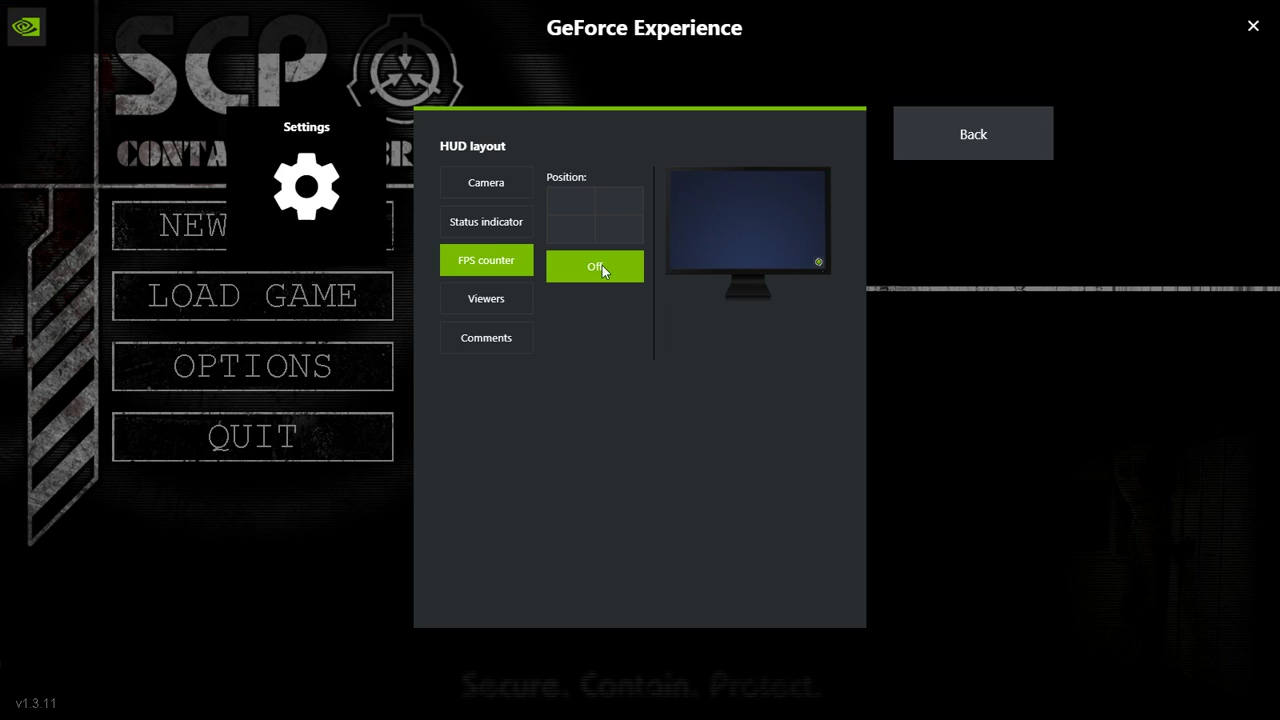 GeForce Experience
SCP
CONTA
BR
Settings
Back
HUD layout
Camera
Position:
Status indicator
FPS counter
Off
Viewers
Comments
NEW
LOAD GAME
OPTIONS
QUIT
Secure. Contain. Protect.
v1.3.11